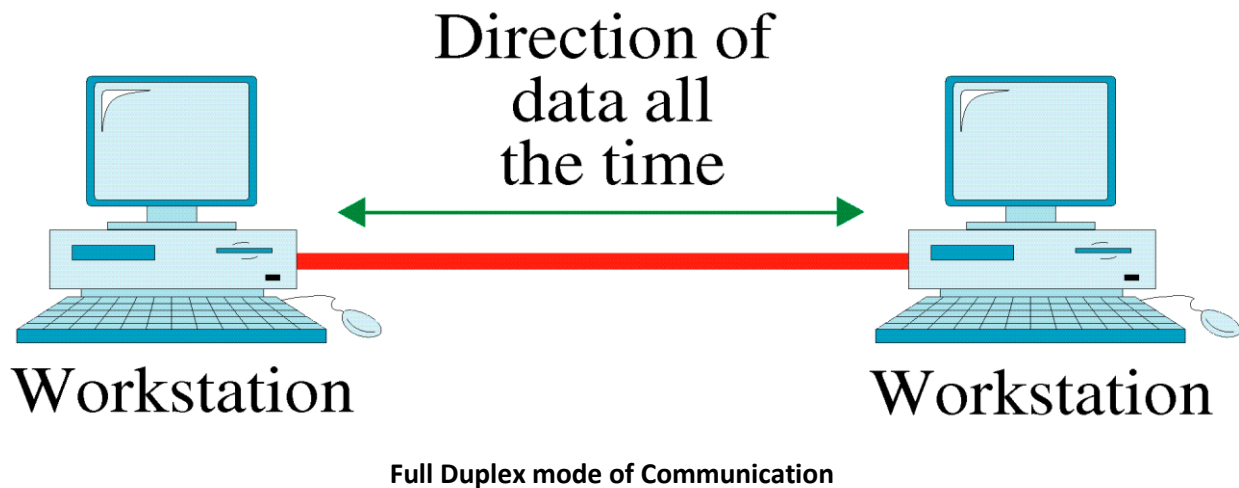 Direction of
data all
the time
Workstation
Workstation
Full Duplex mode of Communication